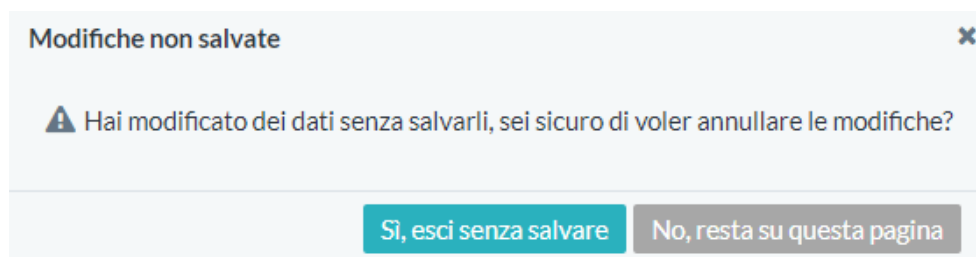 Modifiche non salvate
Hai modificato dei dati senza salvarli, sei sicuro di voler annullare le modifiche?
Sì, esci senza salvare
No, resta su questa pagina